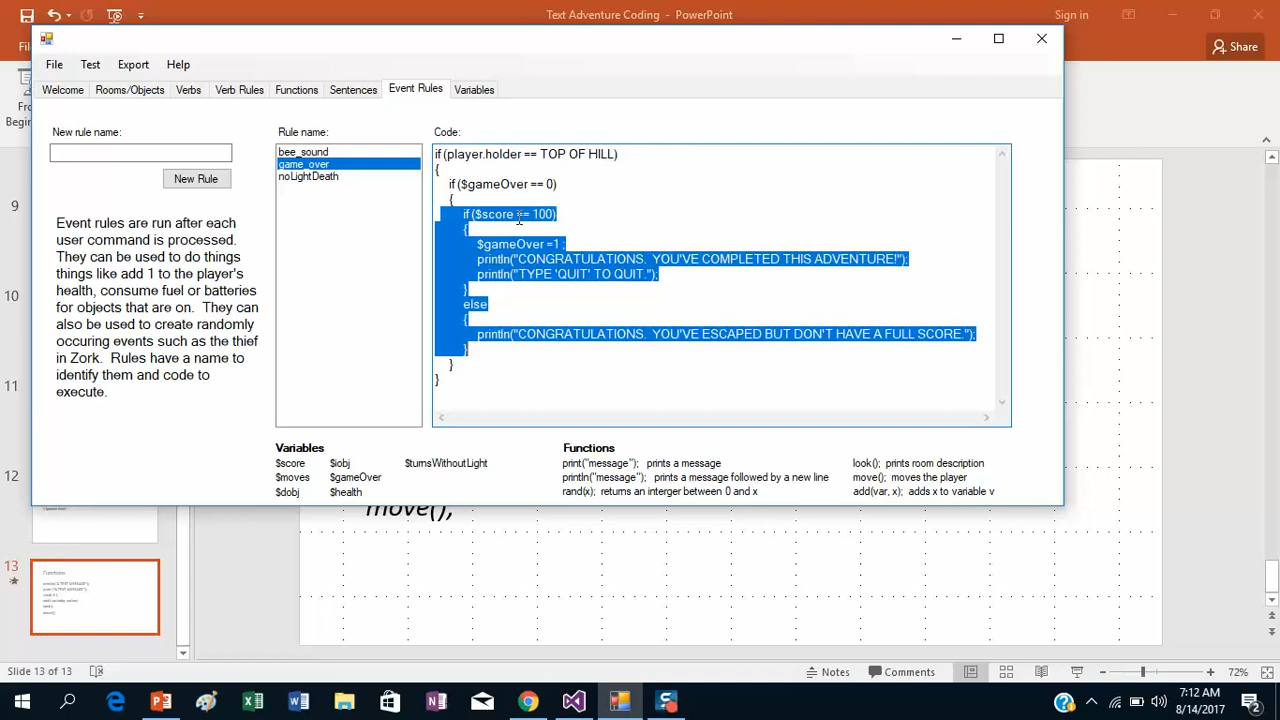 Text Adventure Coding - PowerPoint
Sign in
Share
File Test Export Help
Welcome Rooms/Objects Verbs Verb Rules Functions Sentences Event Rules Variables
New rule name:
New Rule
Event rules are run after each
user command is processed.
They can be used to do things
things like add 1 to the player's
health, consume fuel or batteries
for objects that are on. They can
also be used to create randomly
occuring events such as the thief
in Zork. Rules have a name to
identify them and code to
execute.
Rule name:
bee_sound
game_over
noLightDeath
Code:
if (player.holder == TOP OF HILL)
{
if ($gameOver == 0)
{
if ($score == 100)
{
$gameOver =1 ;
println("CONGRATULATIONS. YOU'VE COMPLETED THIS ADVENTURE!");
println("TYPE 'QUIT' TO QUIT.");
}
else
{
println("CONGRATULATIONS. YOU'VE ESCAPED BUT DON'T HAVE A FULL SCORE.");
}
}
}
Variables
$score $iobj $turnsWithoutLight
$moves $gameOver
$dobj $health
Functions
print("message"); prints a message look(); prints room description
println("message"); prints a message followed by a new line move(); moves the player
rand(x); returns an interger between 0 and x add(var, x); adds x to variable v
move();
9
10
11
12
13
Functions
Slide 13 of 13
Notes Comments 72%
7:12 AM
8/14/2017
2